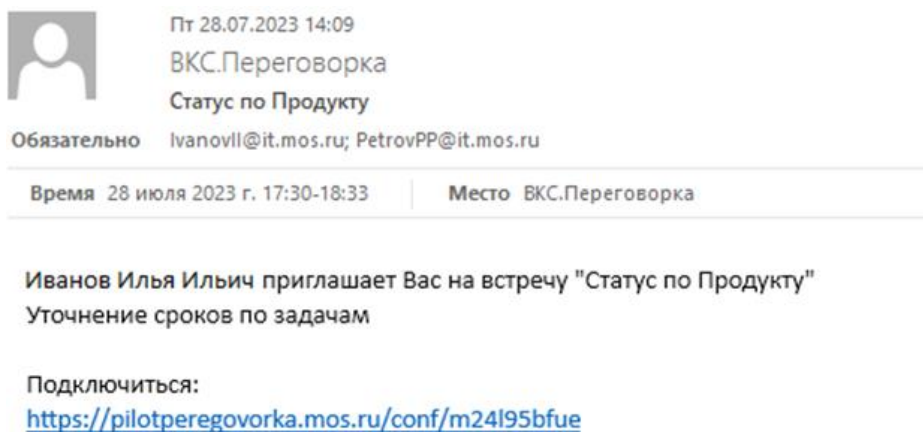 Пт 28.07.2023 14:09
ВКС.Переговорка
Статус по Продукту
Обязательно IvanovII@it.mos.ru; PetrovPP@it.mos.ru
Время 28 июля 2023 г. 17:30-18:33 Место ВКС.Переговорка
Иванов Илья Ильич приглашает Вас на встречу "Статус по Продукту"
Уточнение сроков по задачам
Подключиться:
https://pilotperegovorka.mos.ru/conf/m24l95bfue